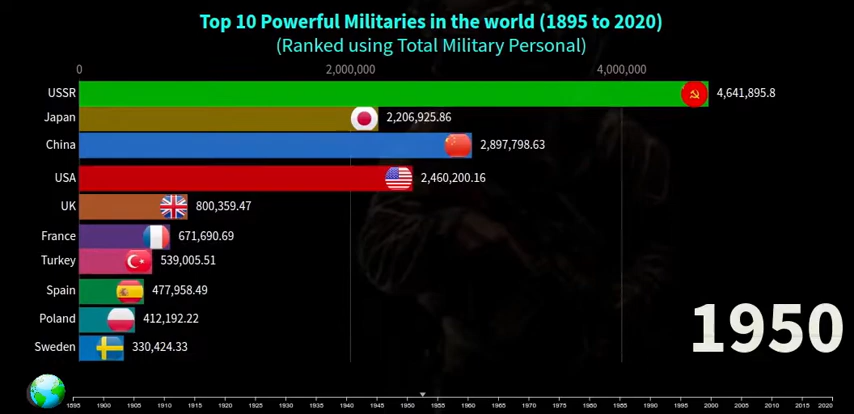 Top 10 Powerful Militaries in the world (1895 to 2020)
(Ranked using Total Military Personal)
0 2,000,000 4,000,000
USSR 4,641,895.8
Japan 2,206,925.86
China 2,897,798.63
USA 2,460,200.16
UK 800,359.47
France 671,690.69
Turkey 539,005.51
Spain 477,958.49
Poland 412,192.22
Sweden 330,424.33
1950
1895 1900 1905 1910 1915 1920 1925 1930 1935 1940 1945 1950 1955 1960 1965 1970 1975 1980 1985 1990 1995 2000 2005 2010 2015 2020